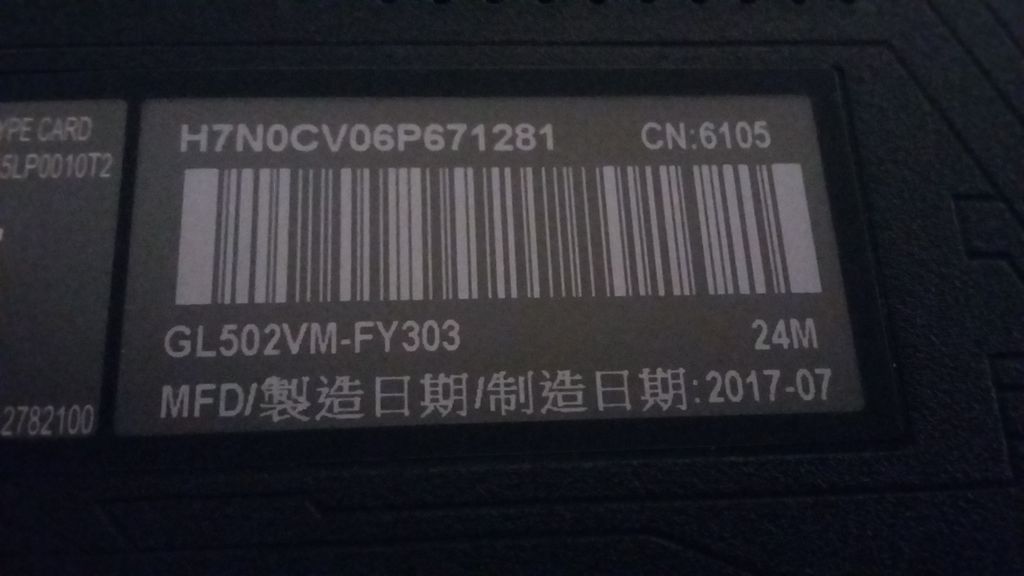 YPE CARD
5LP0010T2
2782100
H7N0CV06P671281 CN:6105
GL502VM-FY303 24M
MFD/製造日期/制造日期:2017-07